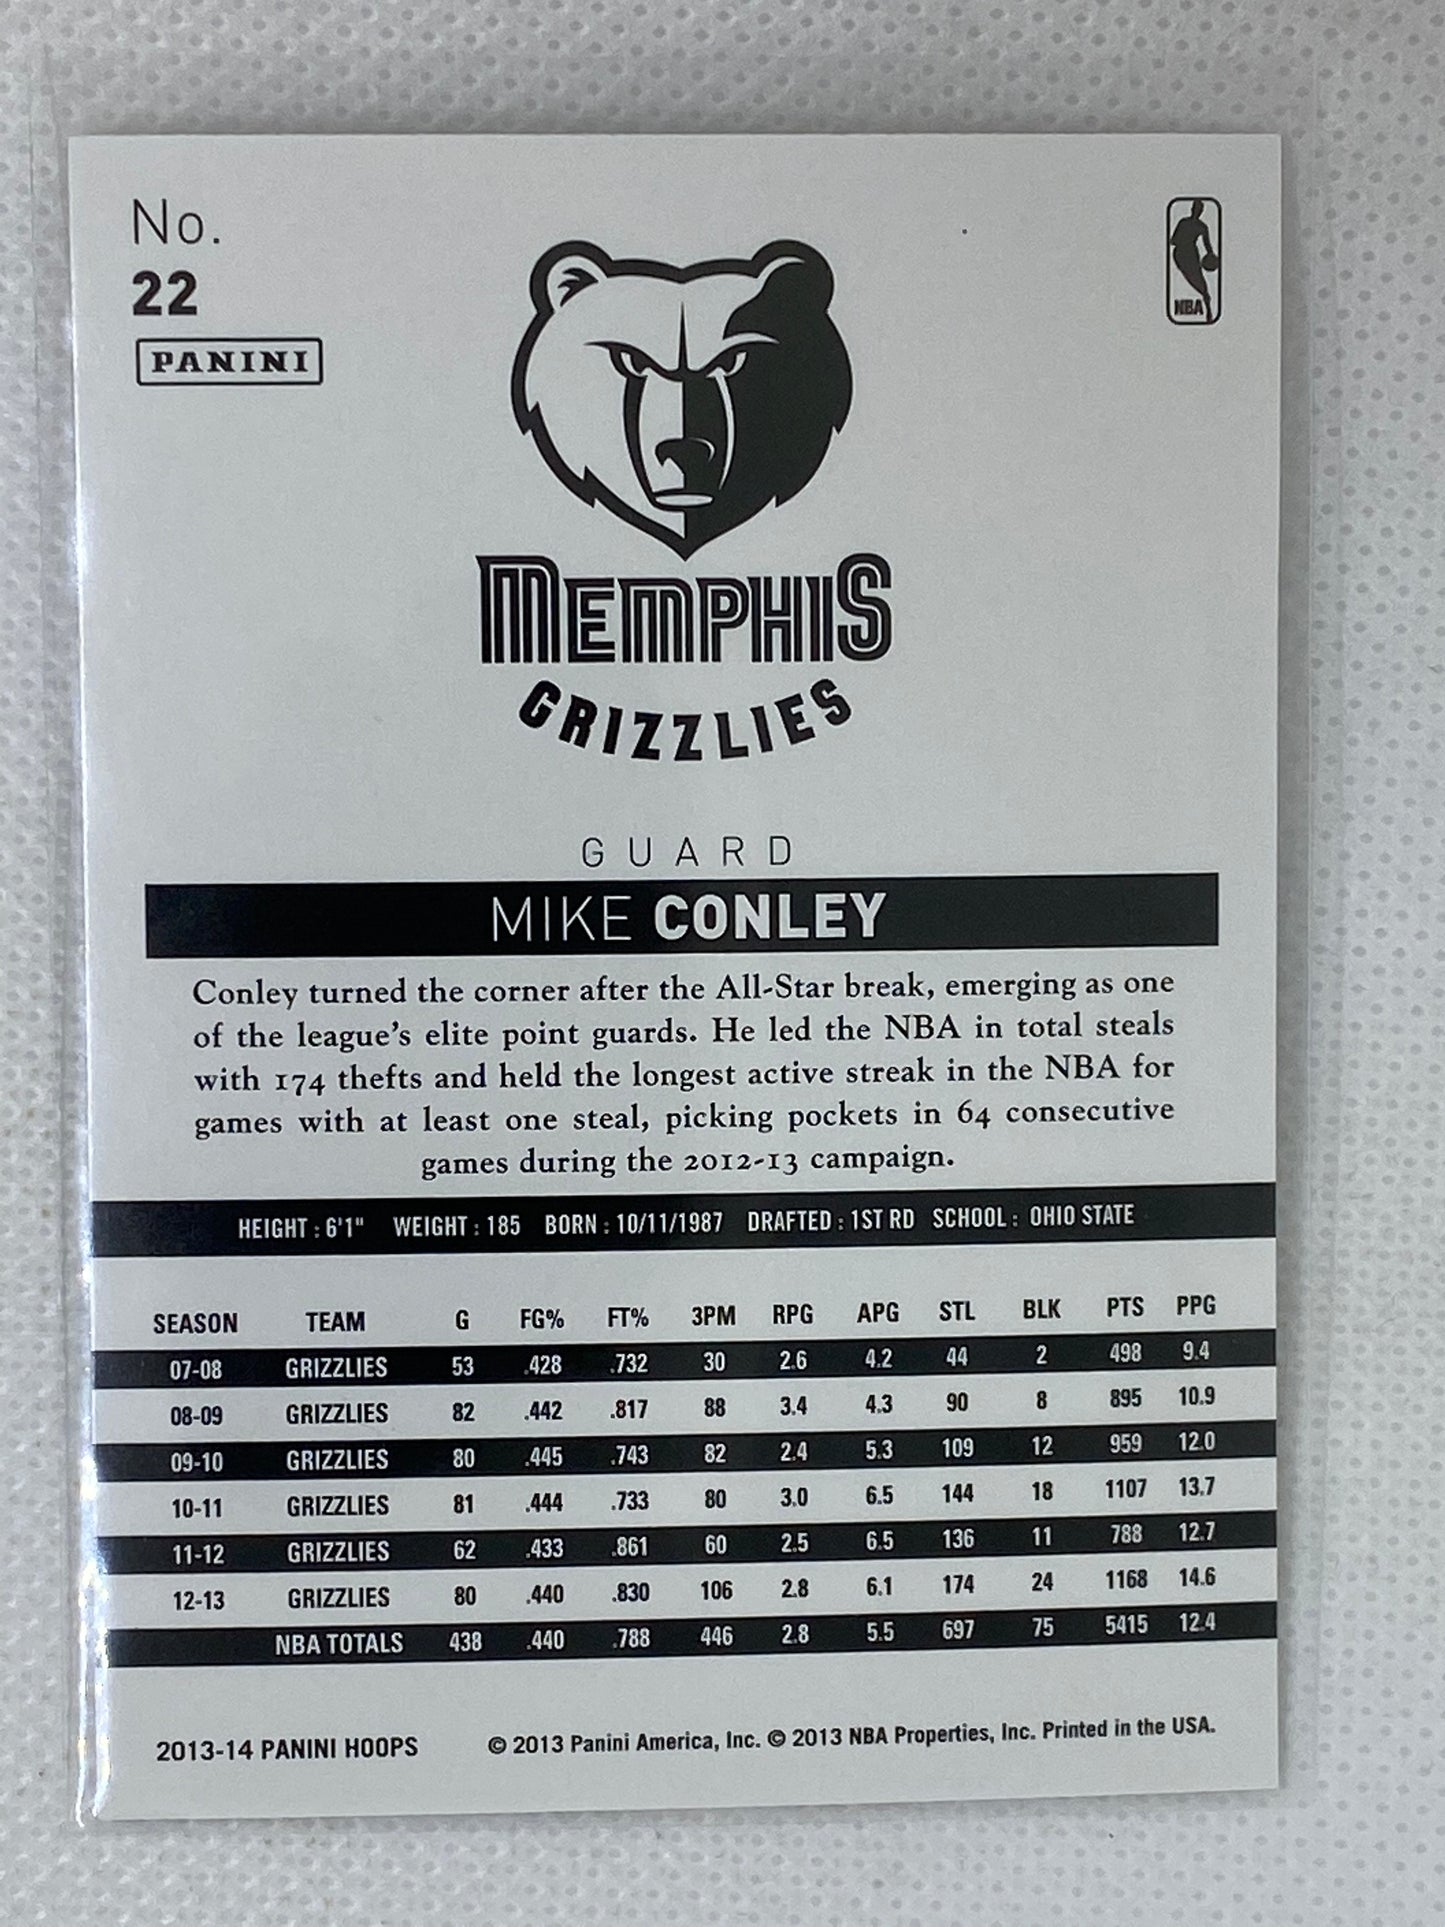 No.
22
PANINI
NBA
MEMPHIS
GRIZZLIES
GUARD
MIKE CONLEY
Conley turned the corner after the All-Star break, emerging as one
of the league's elite point guards. He led the NBA in total steals
with 174 thefts and held the longest active streak in the NBA for
games with at least one steal, picking pockets in 64 consecutive
games during the 2012-13 campaign.
HEIGHT : 6'1" WEIGHT : 185 BORN : 10/11/1987 DRAFTED : 1ST RD SCHOOL : OHIO STATE
SEASON TEAM G FG% FT% 3PM RPG APG STL BLK PTS PPG
07-08 GRIZZLIES 53 .428 .732 30 2.6 4.2 44 2 498 9.4
08-09 GRIZZLIES 82 .442 .817 88 3.4 4.3 90 8 895 10.9
09-10 GRIZZLIES 80 .445 .743 82 2.4 5.3 109 12 959 12.0
10-11 GRIZZLIES 81 .444 .733 80 3.0 6.5 144 18 1107 13.7
11-12 GRIZZLIES 62 .433 .861 60 2.5 6.5 136 11 788 12.7
12-13 GRIZZLIES 80 .440 .830 106 2.8 6.1 174 24 1168 14.6
NBA TOTALS 438 .440 .788 446 2.8 5.5 697 75 5415 12.4
2013-14 PANINI HOOPS © 2013 Panini America, Inc. © 2013 NBA Properties, Inc. Printed in the USA.